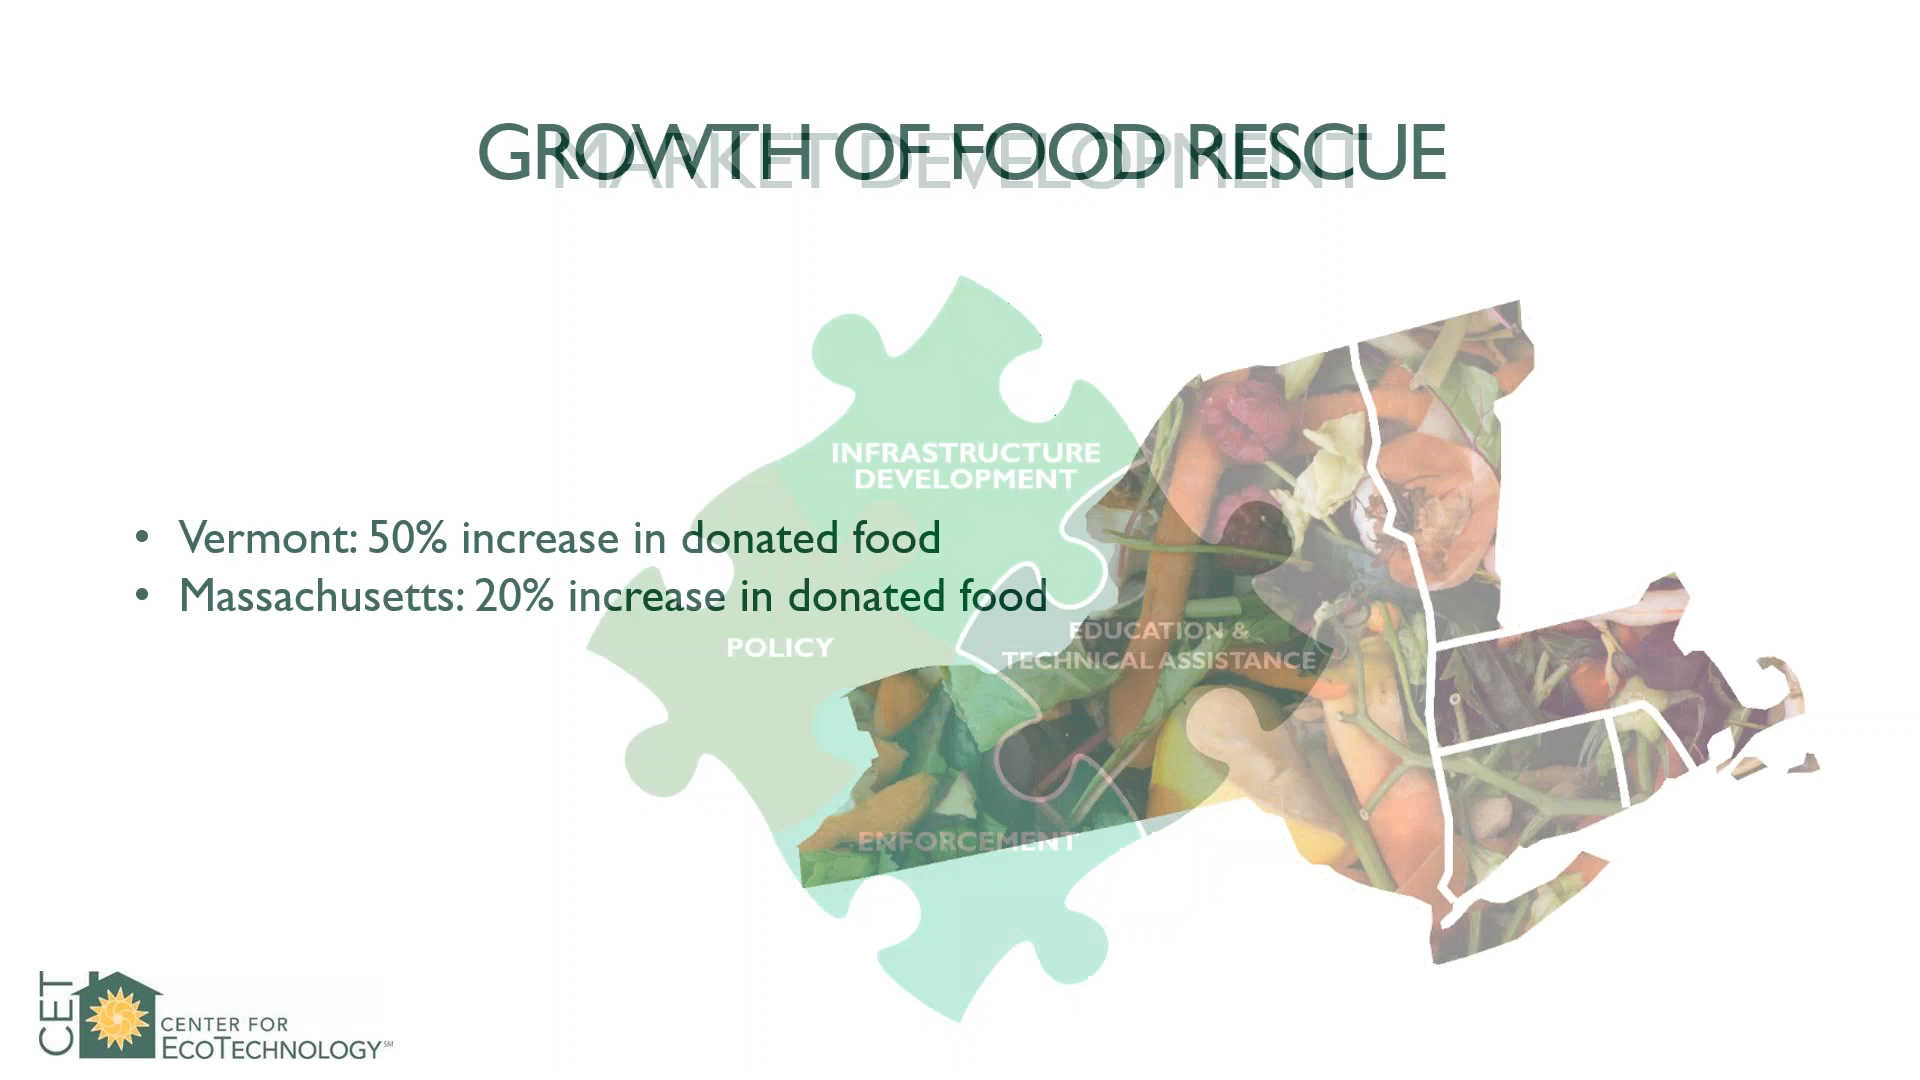 GROWTH OF FOOD RESCUE
MARKET DEVELOPMENT
INFRASTRUCTURE
DEVELOPMENT
• Vermont: 50% increase in donated food
• Massachusetts: 20% increase in donated food
POLICY
EDUCATION &
TECHNICAL ASSISTANCE
ENFORCEMENT
CET
CENTER FOR
ECOTECHNOLOGY℠